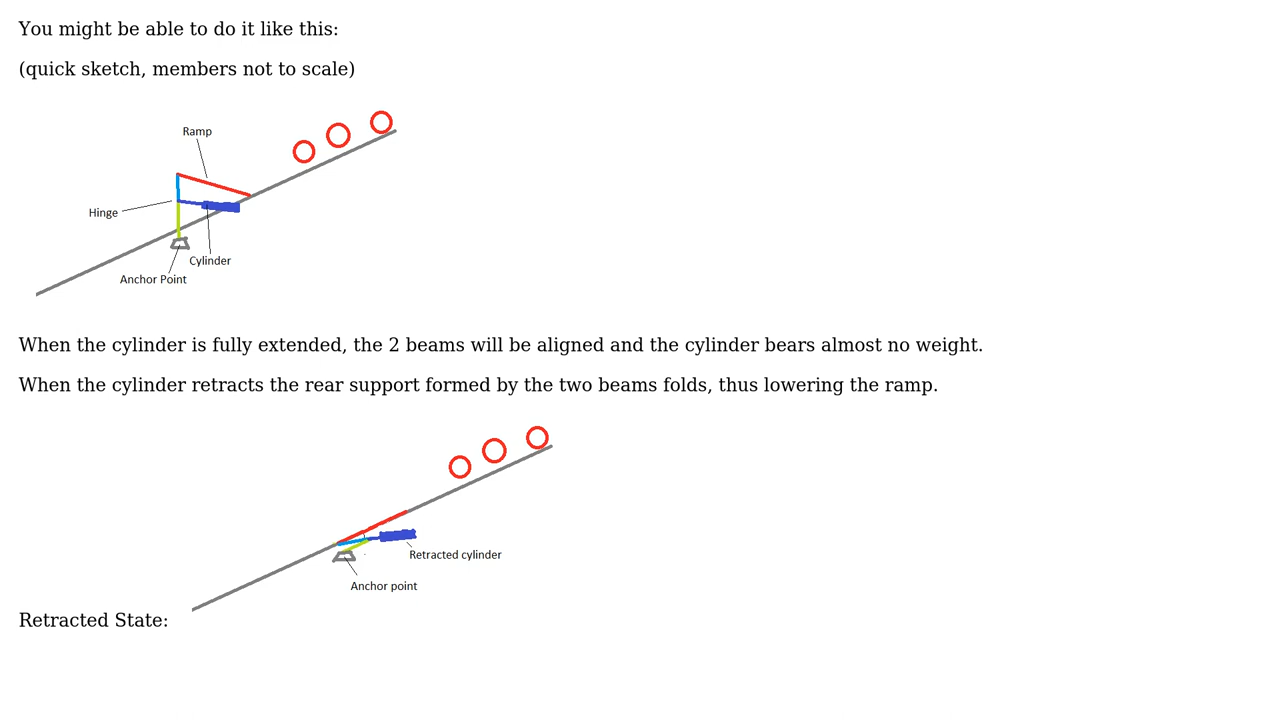 You might be able to do it like this:
(quick sketch, members not to scale)
Ramp
Hinge
Cylinder
Anchor Point
When the cylinder is fully extended, the 2 beams will be aligned and the cylinder bears almost no weight.
When the cylinder retracts the rear support formed by the two beams folds, thus lowering the ramp.
Retracted cylinder
Anchor point
Retracted State: